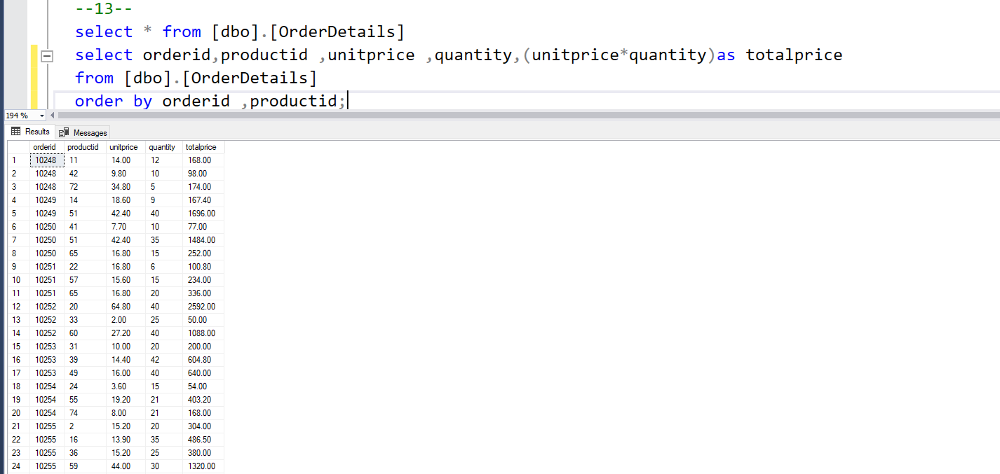 --13--
select * from [dbo].[OrderDetails]
select orderid,productid ,unitprice ,quantity,(unitprice*quantity)as totalprice
from [dbo].[OrderDetails]
order by orderid ,productid;
194 %
Results Messages
orderid productid unitprice quantity totalprice
1 10248 11 14.00 12 168.00
2 10248 42 9.80 10 98.00
3 10248 72 34.80 5 174.00
4 10249 14 18.60 9 167.40
5 10249 51 42.40 40 1696.00
6 10250 41 7.70 10 77.00
7 10250 51 42.40 35 1484.00
8 10250 65 16.80 15 252.00
9 10251 22 16.80 6 100.80
10 10251 57 15.60 15 234.00
11 10251 65 16.80 20 336.00
12 10252 20 64.80 40 2592.00
13 10252 33 2.00 25 50.00
14 10252 60 27.20 40 1088.00
15 10253 31 10.00 20 200.00
16 10253 39 14.40 42 604.80
17 10253 49 16.00 40 640.00
18 10254 24 3.60 15 54.00
19 10254 55 19.20 21 403.20
20 10254 74 8.00 21 168.00
21 10255 2 15.20 20 304.00
22 10255 16 13.90 35 486.50
23 10255 36 15.20 25 380.00
24 10255 59 44.00 30 1320.00